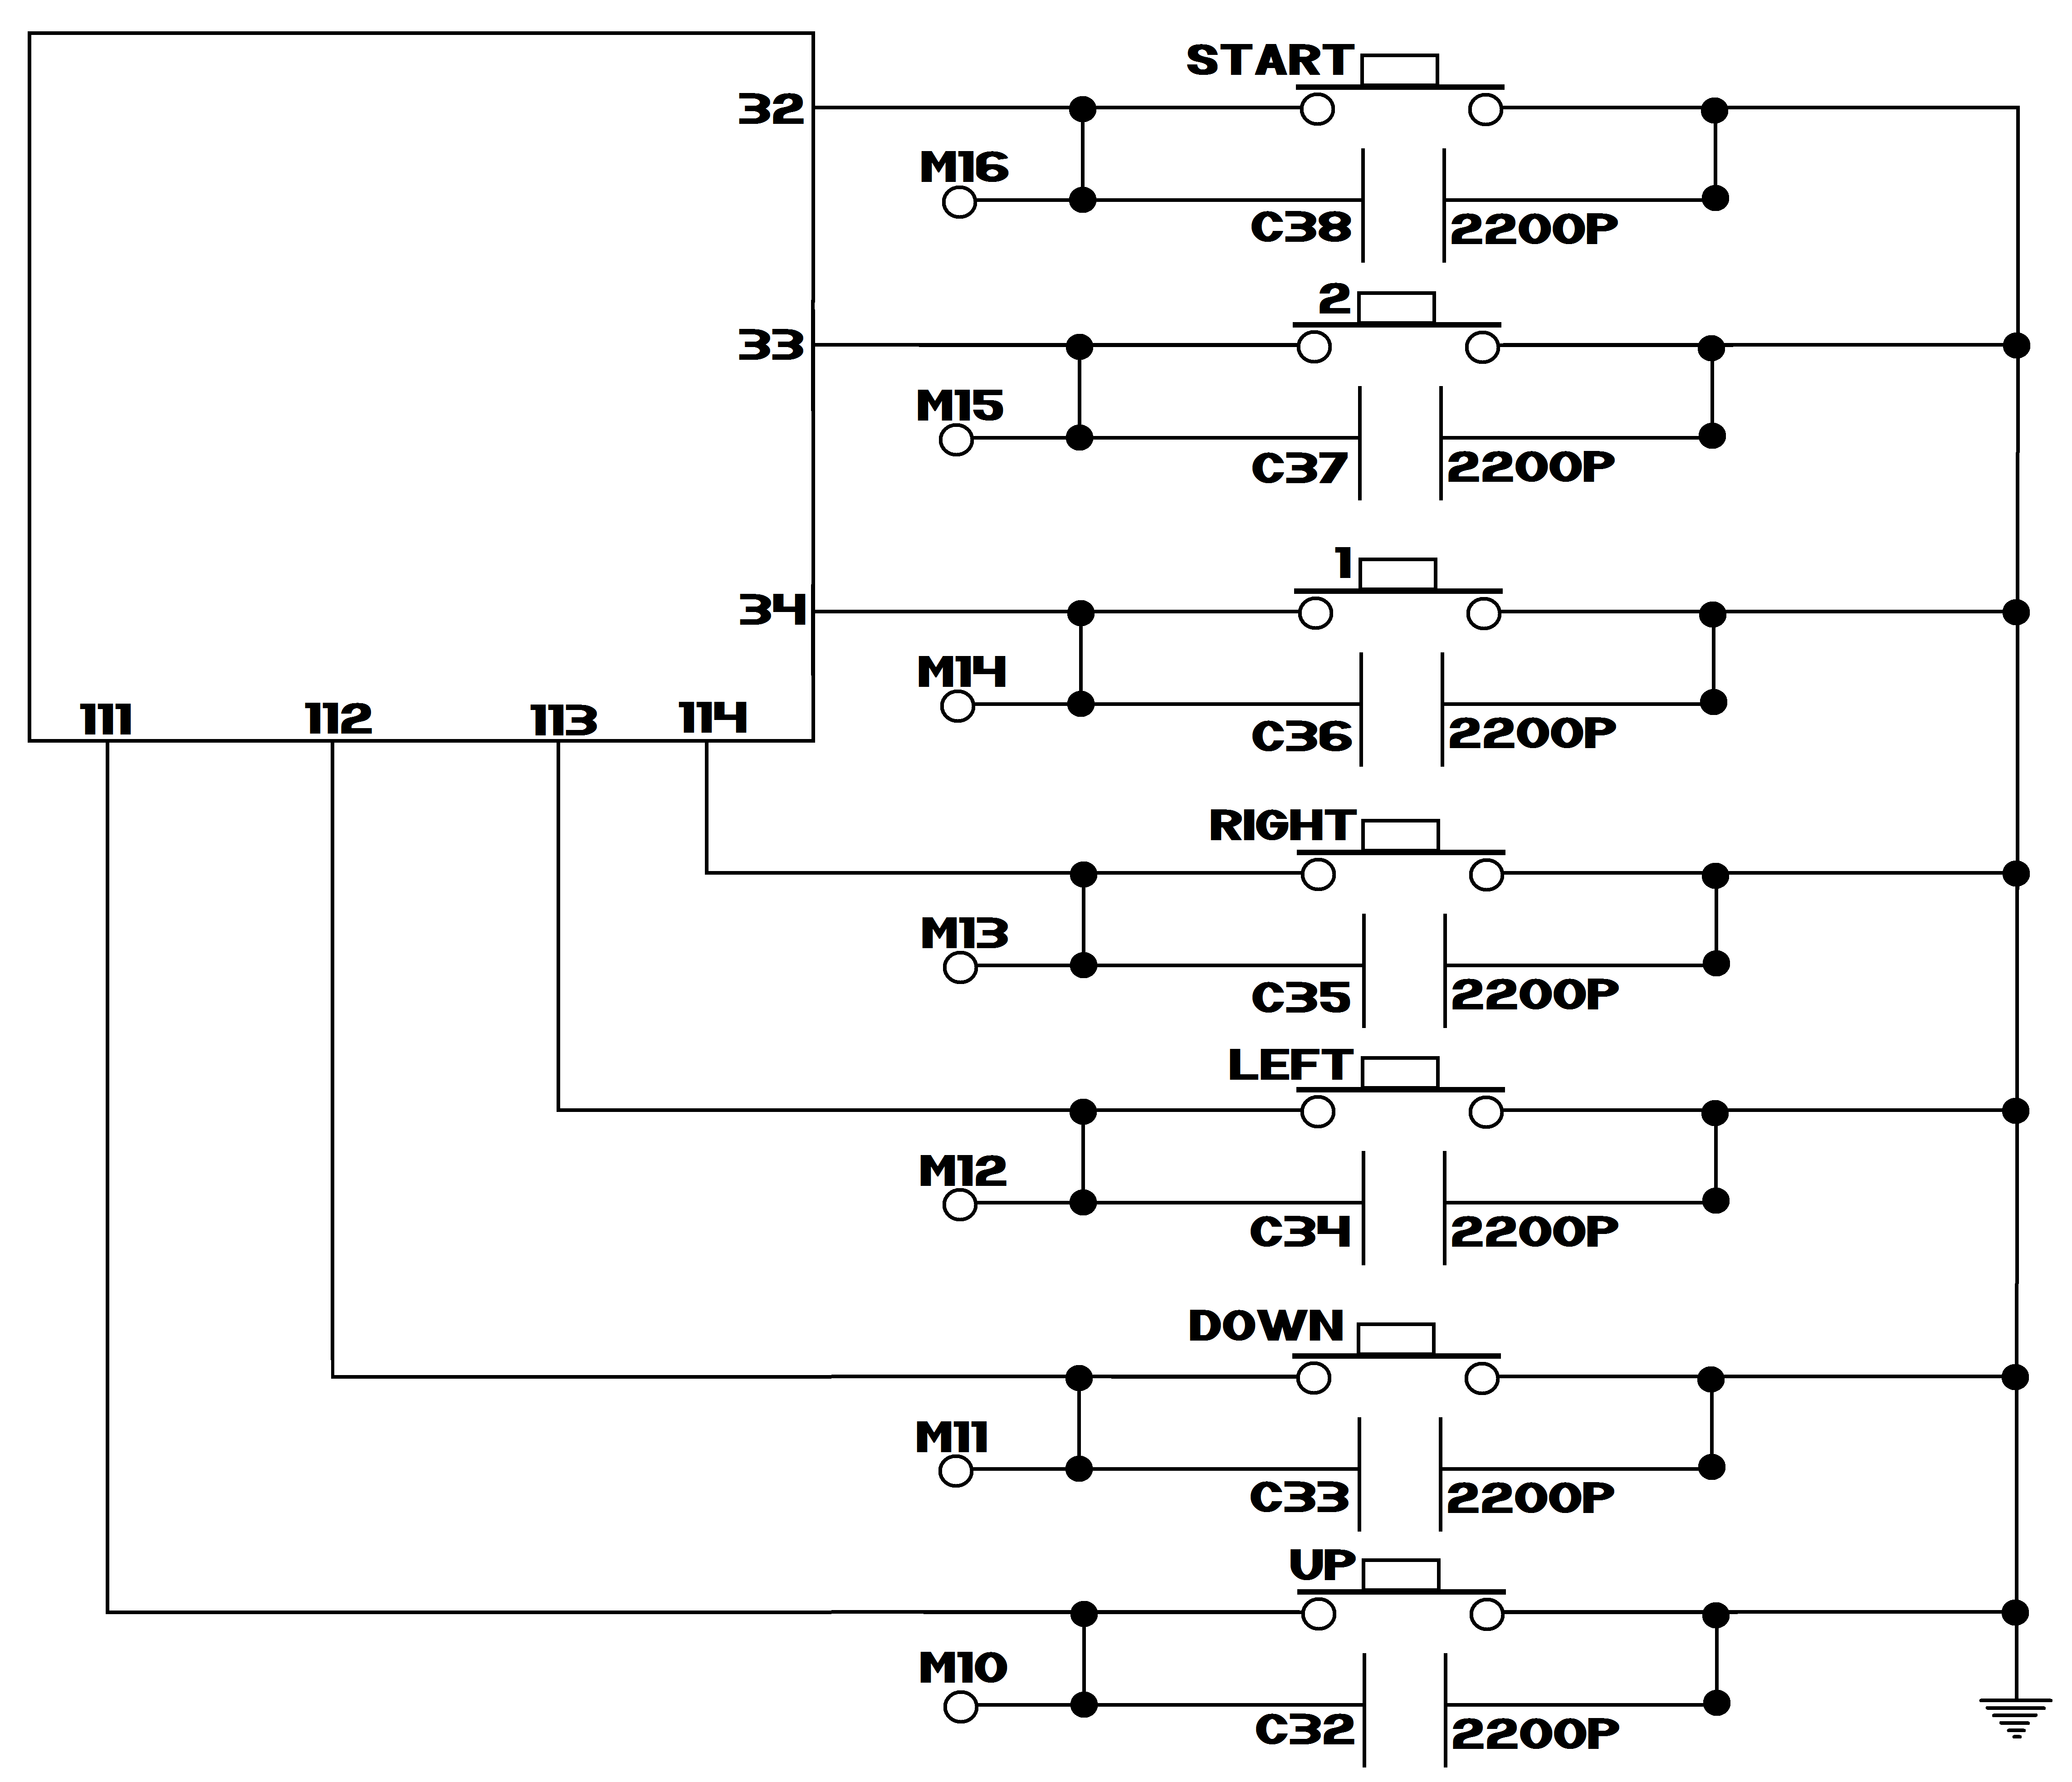 START
32
M16
C38 2200P
2
33
M15
C37 2200P
1
34
M14
C36 2200P
111 112 113 114
RIGHT
M13
C35 2200P
LEFT
M12
C34 2200P
DOWN
M11
C33 2200P
UP
M10
C32 2200P